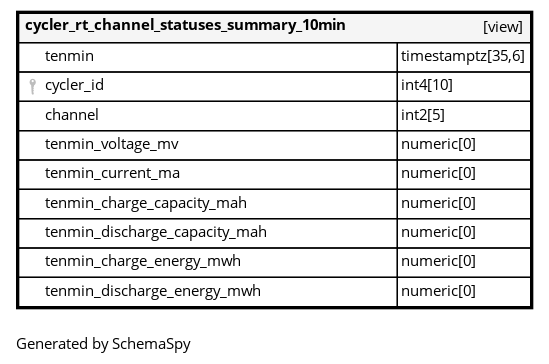 cycler_rt_channel_statuses_summary_10min [view]
tenmin timestamptz[35,6]
cycler_id int4[10]
channel int2[5]
tenmin_voltage_mv numeric[0]
tenmin_current_ma numeric[0]
tenmin_charge_capacity_mah numeric[0]
tenmin_discharge_capacity_mah numeric[0]
tenmin_charge_energy_mwh numeric[0]
tenmin_discharge_energy_mwh numeric[0]
Generated by SchemaSpy